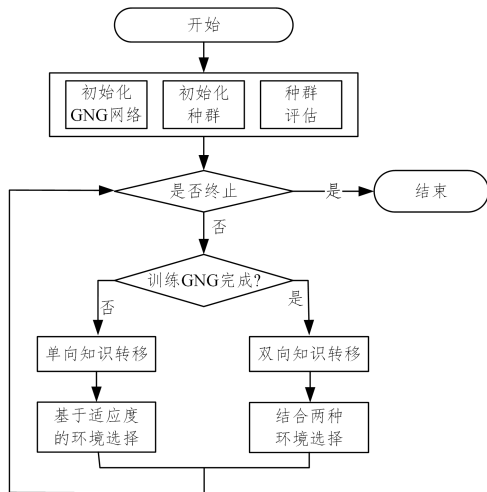 开始
初始化
GNG网络
初始化
种群
种群
评估
是否终止
是
结束
否
训练GNG完成?
否
是
单向知识转移
双向知识转移
基于适应度
的环境选择
结合两种
环境选择